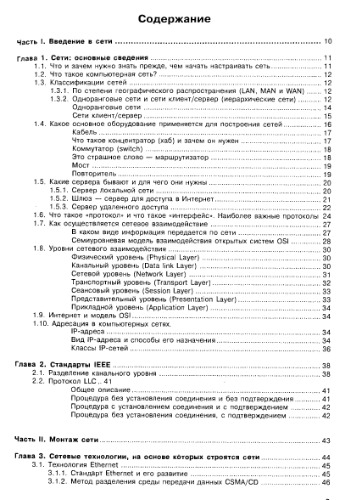 Содержание
Часть I. Введение в сети 10
Глава 1. Сети: основные сведения 11
1.1. Что и зачем нужно знать прежде, чем начать настраивать сеть 11
1.2. Что такое компьютерная сеть? 12
1.3. Классификации сетей 12
1.3.1. По степени географического распространения (LAN, MAN и WAN) 12
1.3.2. Одноранговые сети и сети клиент/сервер (иерархические сети) 12
Одноранговые сети 14
Сети клиент/сервер 15
1.4. Какое основное оборудование применяется для построения сетей 16
Кабель 17
Что такое концентратор (хаб) и зачем он нужен 17
Коммутатор (switch) 18
Это страшное слово — маршрутизатор 18
Мост 19
Повторитель 19
1.5. Какие сервера бывают и для чего они нужны 20
1.5.1. Сервер локальной сети 20
1.5.2. Шлюз — сервер для доступа в Интернет 21
1.5.3. Сервер удаленного доступа 22
1.6. Что такое «протокол» и что такое «интерфейс». Наиболее важные протоколы 24
1.7. Как осуществляется сетевое взаимодействие 27
В каком виде информация передается по сети 27
Семиуровневая модель взаимодействия открытых систем OSI 28
1.8. Уровни сетевого взаимодействия 30
Физический уровень (Physical Layer) 30
Канальный уровень (Data link Layer) 30
Сетевой уровень (Network Layer) 31
Транспортный уровень (Transport Layer) 32
Сеансовый уровень (Session Layer) 33
Представительный уровень (Presentation Layer) 33
Прикладной уровень (Application Layer) 33
1.9. Интернет и модель OSI 34
1.10. Адресация в компьютерных сетях.
IP-адреса 34
Вид IP-адреса и способы его назначения 34
Классы IP-сетей 36
Глава 2. Стандарты IEEE 38
2.1. Разделение канального уровня 38
2.2. Протокол LLC .. 41
Общее описание 41
Процедура без установления соединения и без подтверждения 41
Процедура с установлением соединения и с подтверждением 42
Процедура без установления соединения, но с подтверждением 42
Часть II. Монтаж сети 43
Глава 3. Сетевые технологии, на основе которых строятся сети 44
3.1. Технология Ethernet 45
3.1.1. Стандарт Ethernet и его развитие 45
3.1.2. Метод разделения среды передачи данных CSMA/CD 46